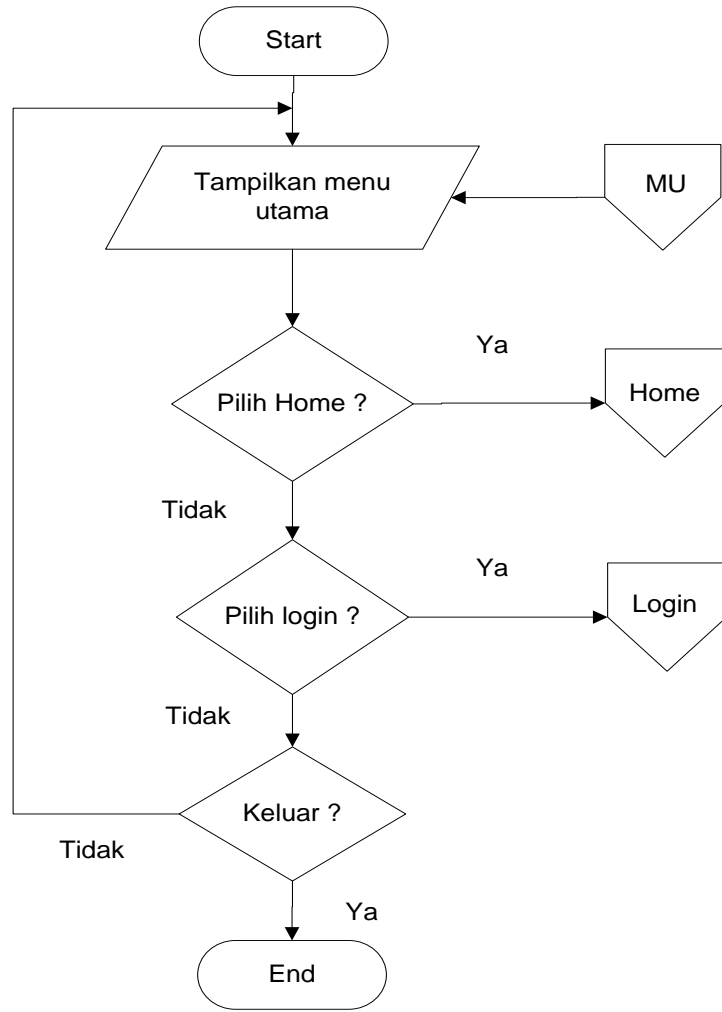 Start
Tampilkan menu
utama
MU
Pilih Home ?
Ya
Home
Tidak
Pilih login ?
Ya
Login
Tidak
Keluar ?
Tidak
Ya
End